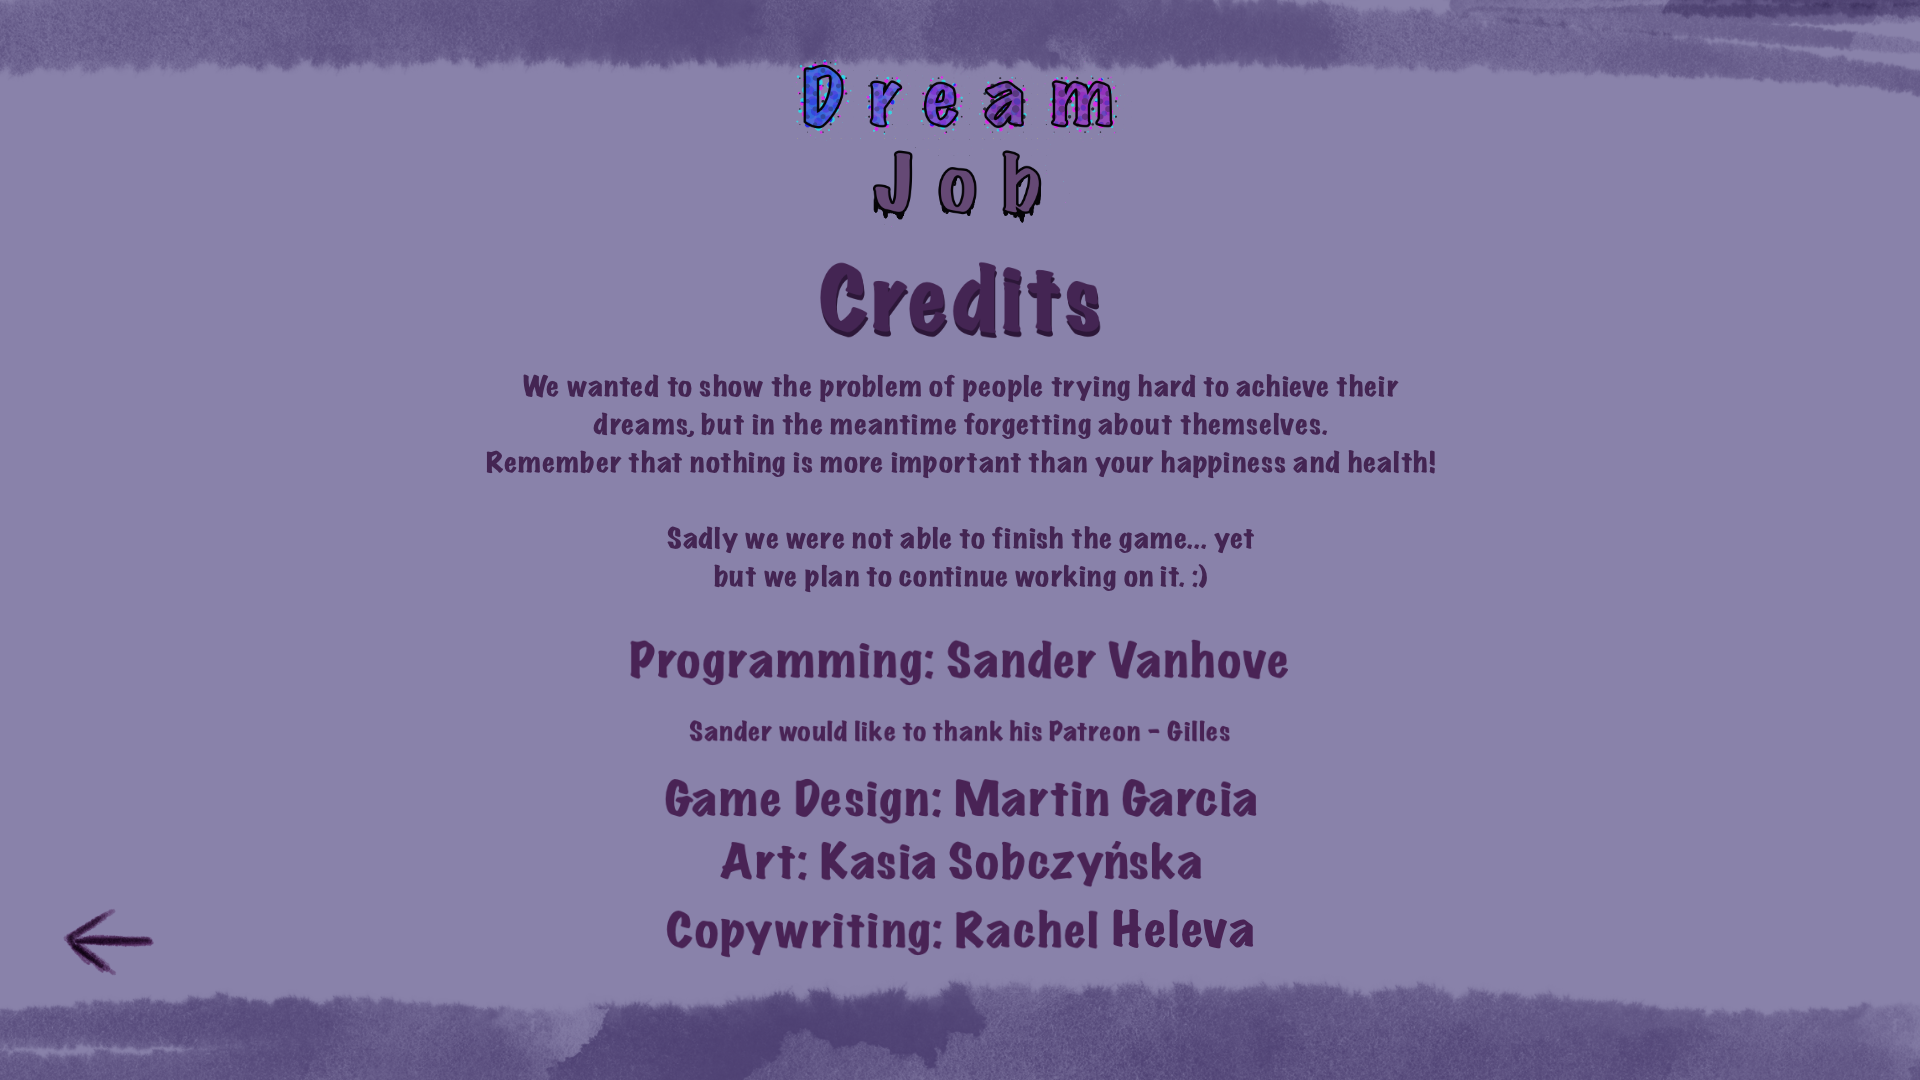 Dream
Job
Credits
We wanted to show the problem of people trying hard to achieve their
dreams, but in the meantime forgetting about themselves.
Remember that nothing is more important than your happiness and health!
Sadly we were not able to finish the game... yet
but we plan to continue working on it. :)
Programming: Sander Vanhove
Sander would like to thank his Patreon - Gilles
Game Design: Martin Garcia
Art: Kasia Sobczyńska
Copywriting: Rachel Heleva